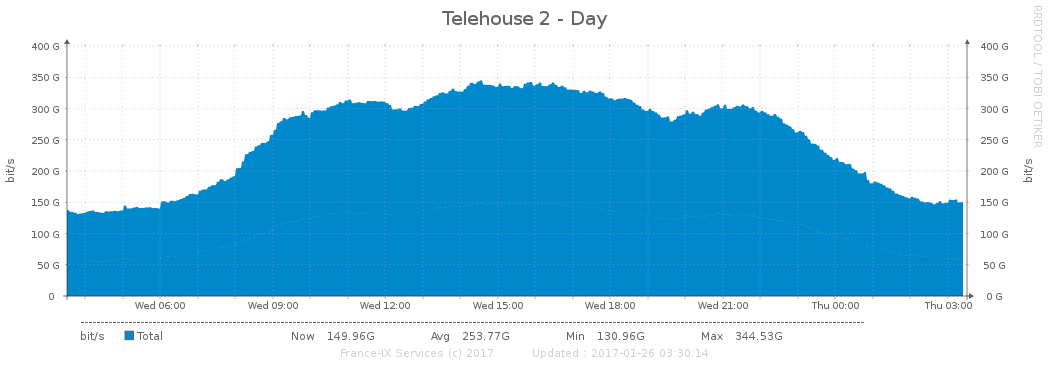 Telehouse 2 - Day
RRDTOOL / TOBI OETIKER
bit/s
400 G 400 G
350 G 350 G
300 G 300 G
250 G 250 G
200 G 200 G
150 G 150 G
100 G 100 G
50 G 50 G
0 0 G
bit/s
Wed 06:00 Wed 09:00 Wed 12:00 Wed 15:00 Wed 18:00 Wed 21:00 Thu 00:00 Thu 03:00
bit/s Total Now 149.96G Avg 253.77G Min 130.96G Max 344.53G
France-IX Services (c) 2017 Updated : 2017-01-26 03:30:14